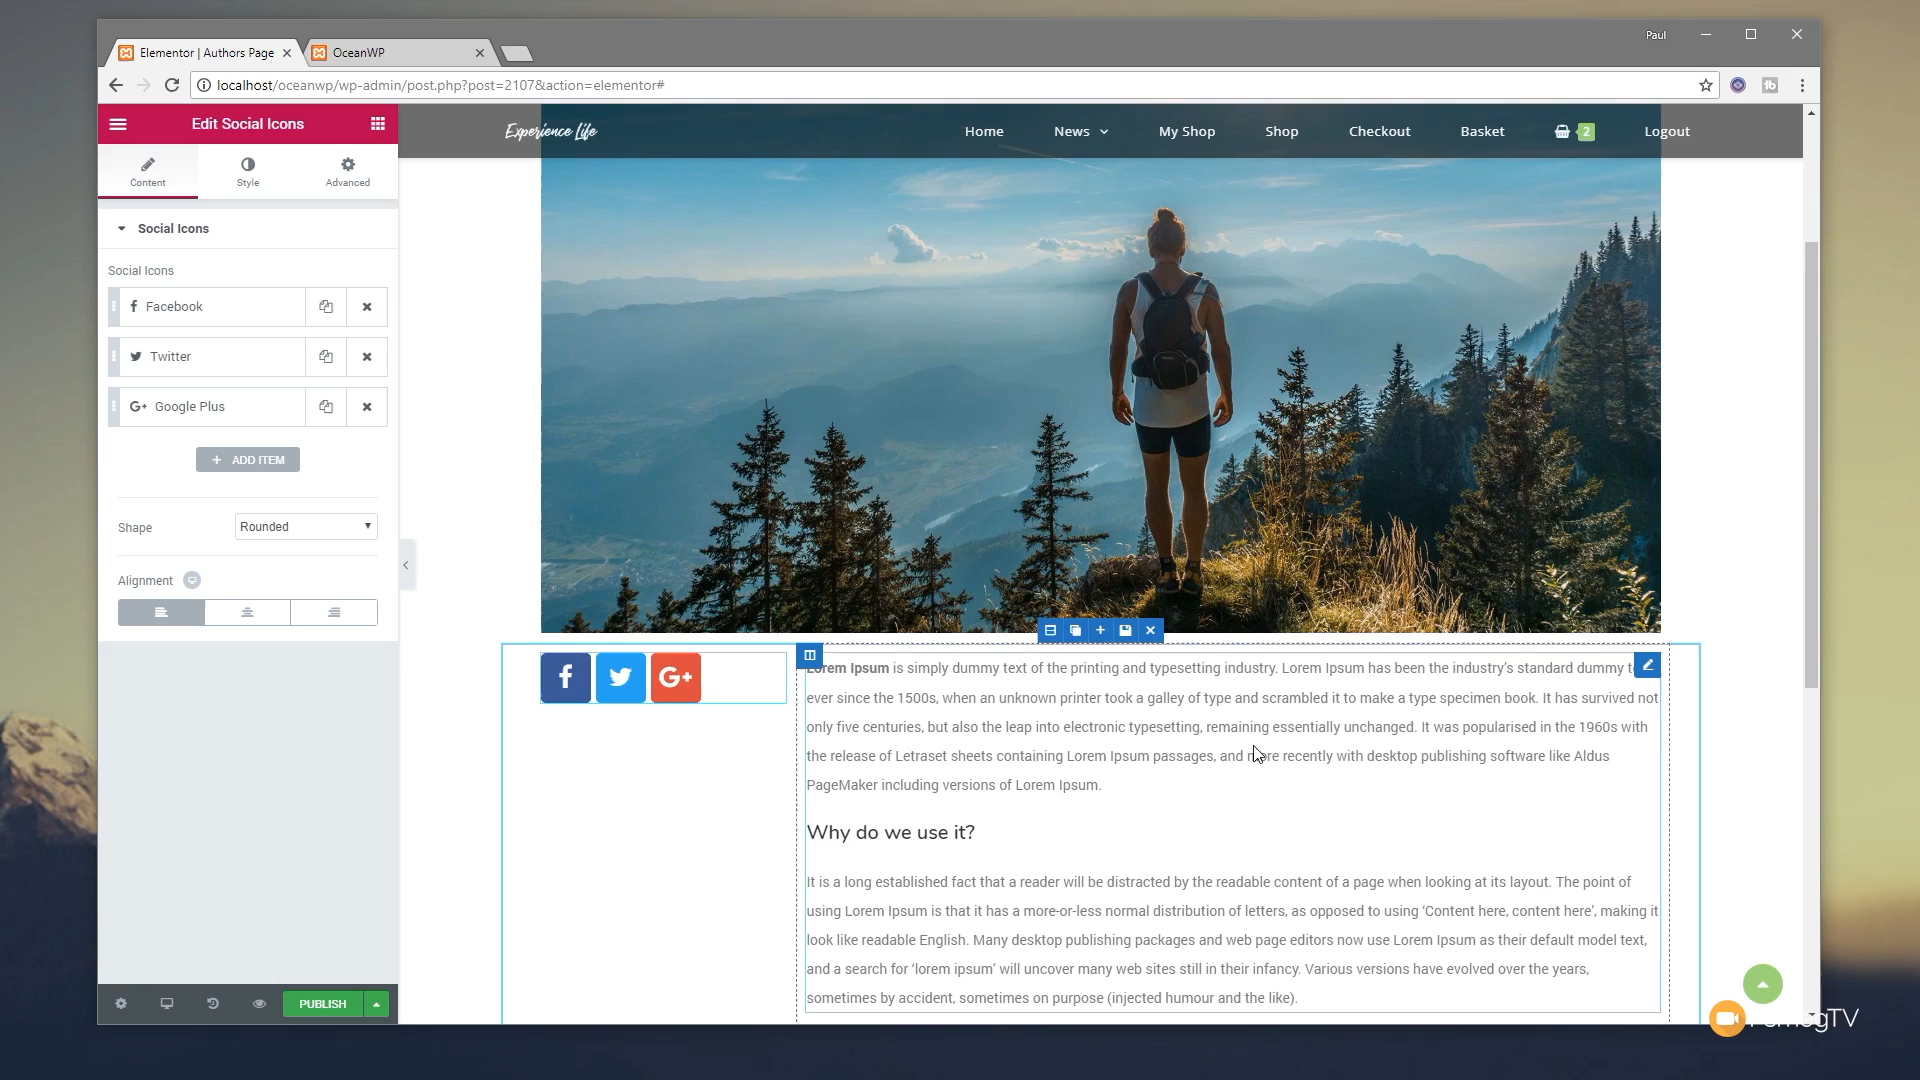 Paul
Elementor | Authors Page
OceanWP
localhost/oceanwp/wp-admin/post.php?post=2107&action=elementor#
Edit Social Icons
Content
Style
Advanced
Social Icons
Social Icons
Facebook
Twitter
Google Plus
+ ADD ITEM
Shape
Rounded
Alignment
PUBLISH
Experience Life
Home
News
My Shop
Shop
Checkout
Basket
2
Logout
Lorem Ipsum is simply dummy text of the printing and typesetting industry. Lorem Ipsum has been the industry's standard dummy
ever since the 1500s, when an unknown printer took a galley of type and scrambled it to make a type specimen book. It has survived not
only five centuries, but also the leap into electronic typesetting, remaining essentially unchanged. It was popularised in the 1960s with
the release of Letraset sheets containing Lorem Ipsum passages, and more recently with desktop publishing software like Aldus
PageMaker including versions of Lorem Ipsum.
Why do we use it?
It is a long established fact that a reader will be distracted by the readable content of a page when looking at its layout. The point of
using Lorem Ipsum is that it has a more-or-less normal distribution of letters, as opposed to using ‘Content here, content here’, making it
look like readable English. Many desktop publishing packages and web page editors now use Lorem Ipsum as their default model text,
and a search for ‘lorem ipsum’ will uncover many web sites still in their infancy. Various versions have evolved over the years,
sometimes by accident, sometimes on purpose (injected humour and the like).